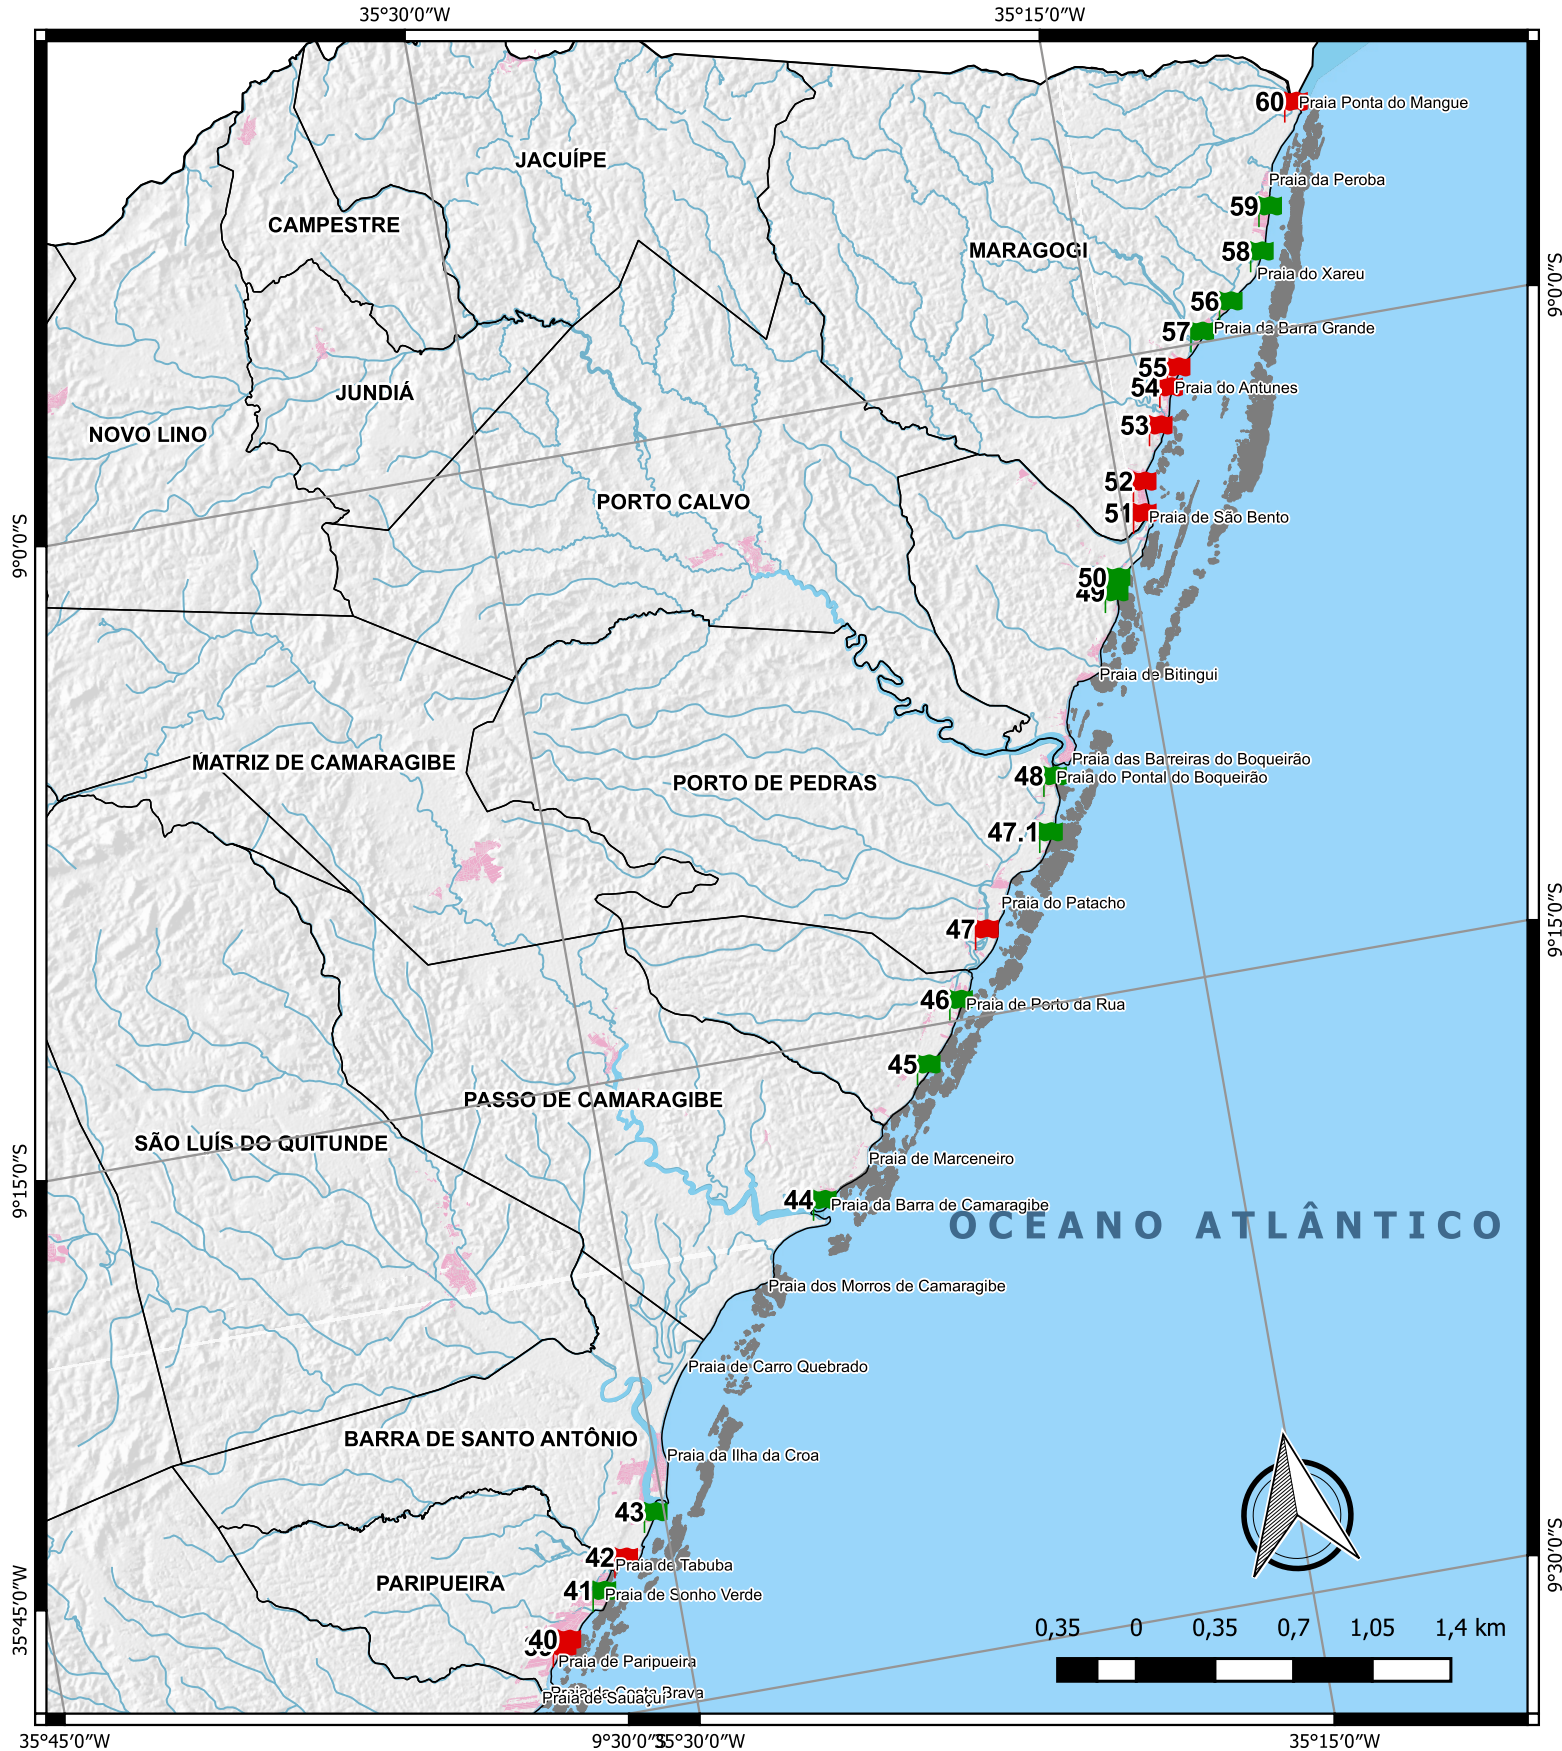 35°30′0″W
35°15′0″W
60 Praia Ponta do Mangue
JACUÍPE
Praia da Peroba
59
CAMPESTRE
MARAGOGI
58
Praia do Xareu
9°0′0″S
56
57 Praia da Barra Grande
55
54 Praia do Antunes
JUNDIÁ
53
NOVO LINO
52
PORTO CALVO
51 Praia de São Bento
9°0′0″S
50
49
Praia de Bitingui
MATRIZ DE CAMARAGIBE
Praia das Barreiras do Boqueirão
48 Praia do Pontal do Boqueirão
PORTO DE PEDRAS
47.1
Praia do Patacho
9°15′0″S
47
46 Praia de Porto da Rua
45
PASSO DE CAMARAGIBE
SÃO LUÍS DO QUITUNDE
Praia de Marceneiro
9°15′0″S
44 Praia da Barra de Camaragibe
OCEANO ATLÂNTICO
Praia dos Morros de Camaragibe
Praia de Carro Quebrado
BARRA DE SANTO ANTÔNIO
Praia da Ilha da Croa
43
9°30′0″S
42 Praia de Tabuba
PARIPUEIRA
41 Praia de Sonho Verde
35°45′0″W
0,35 0 0,35 0,7 1,05 1,4 km
40
39
Praia de Paripueira
Praia da Costa Brava
Praia de Sauaçuí
35°45′0″W
9°30′0″S
35°30′0″W
35°15′0″W